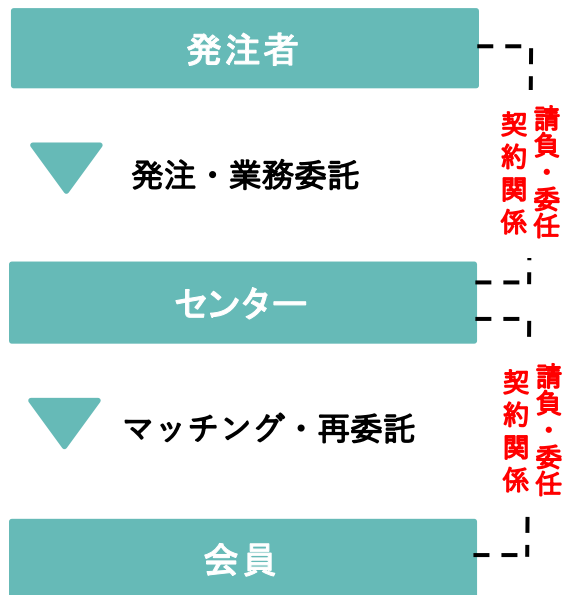 発注者
発注・業務委託
請負・委任
契約関係
センター
マッチング・再委託
請負・委任
契約関係
会員